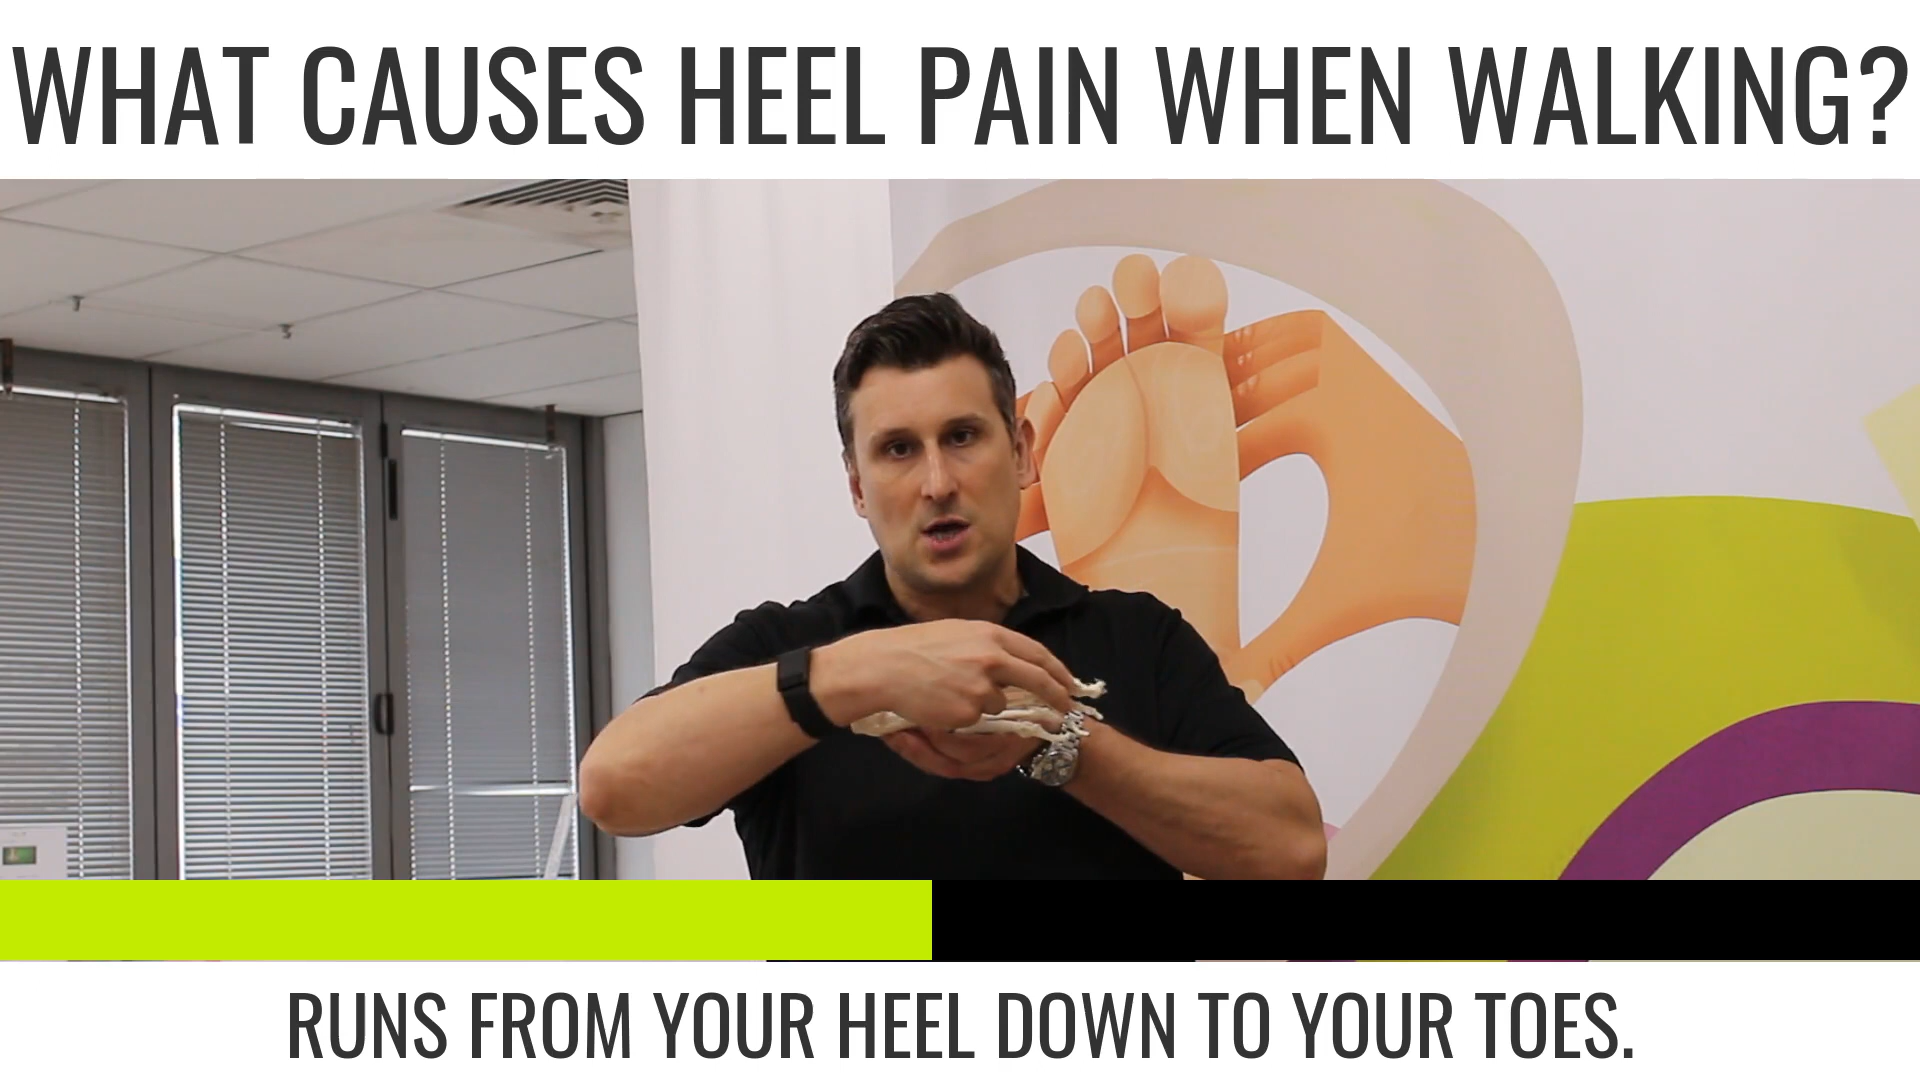 WHAT CAUSES HEEL PAIN WHEN WALKING?
RUNS FROM YOUR HEEL DOWN TO YOUR TOES.